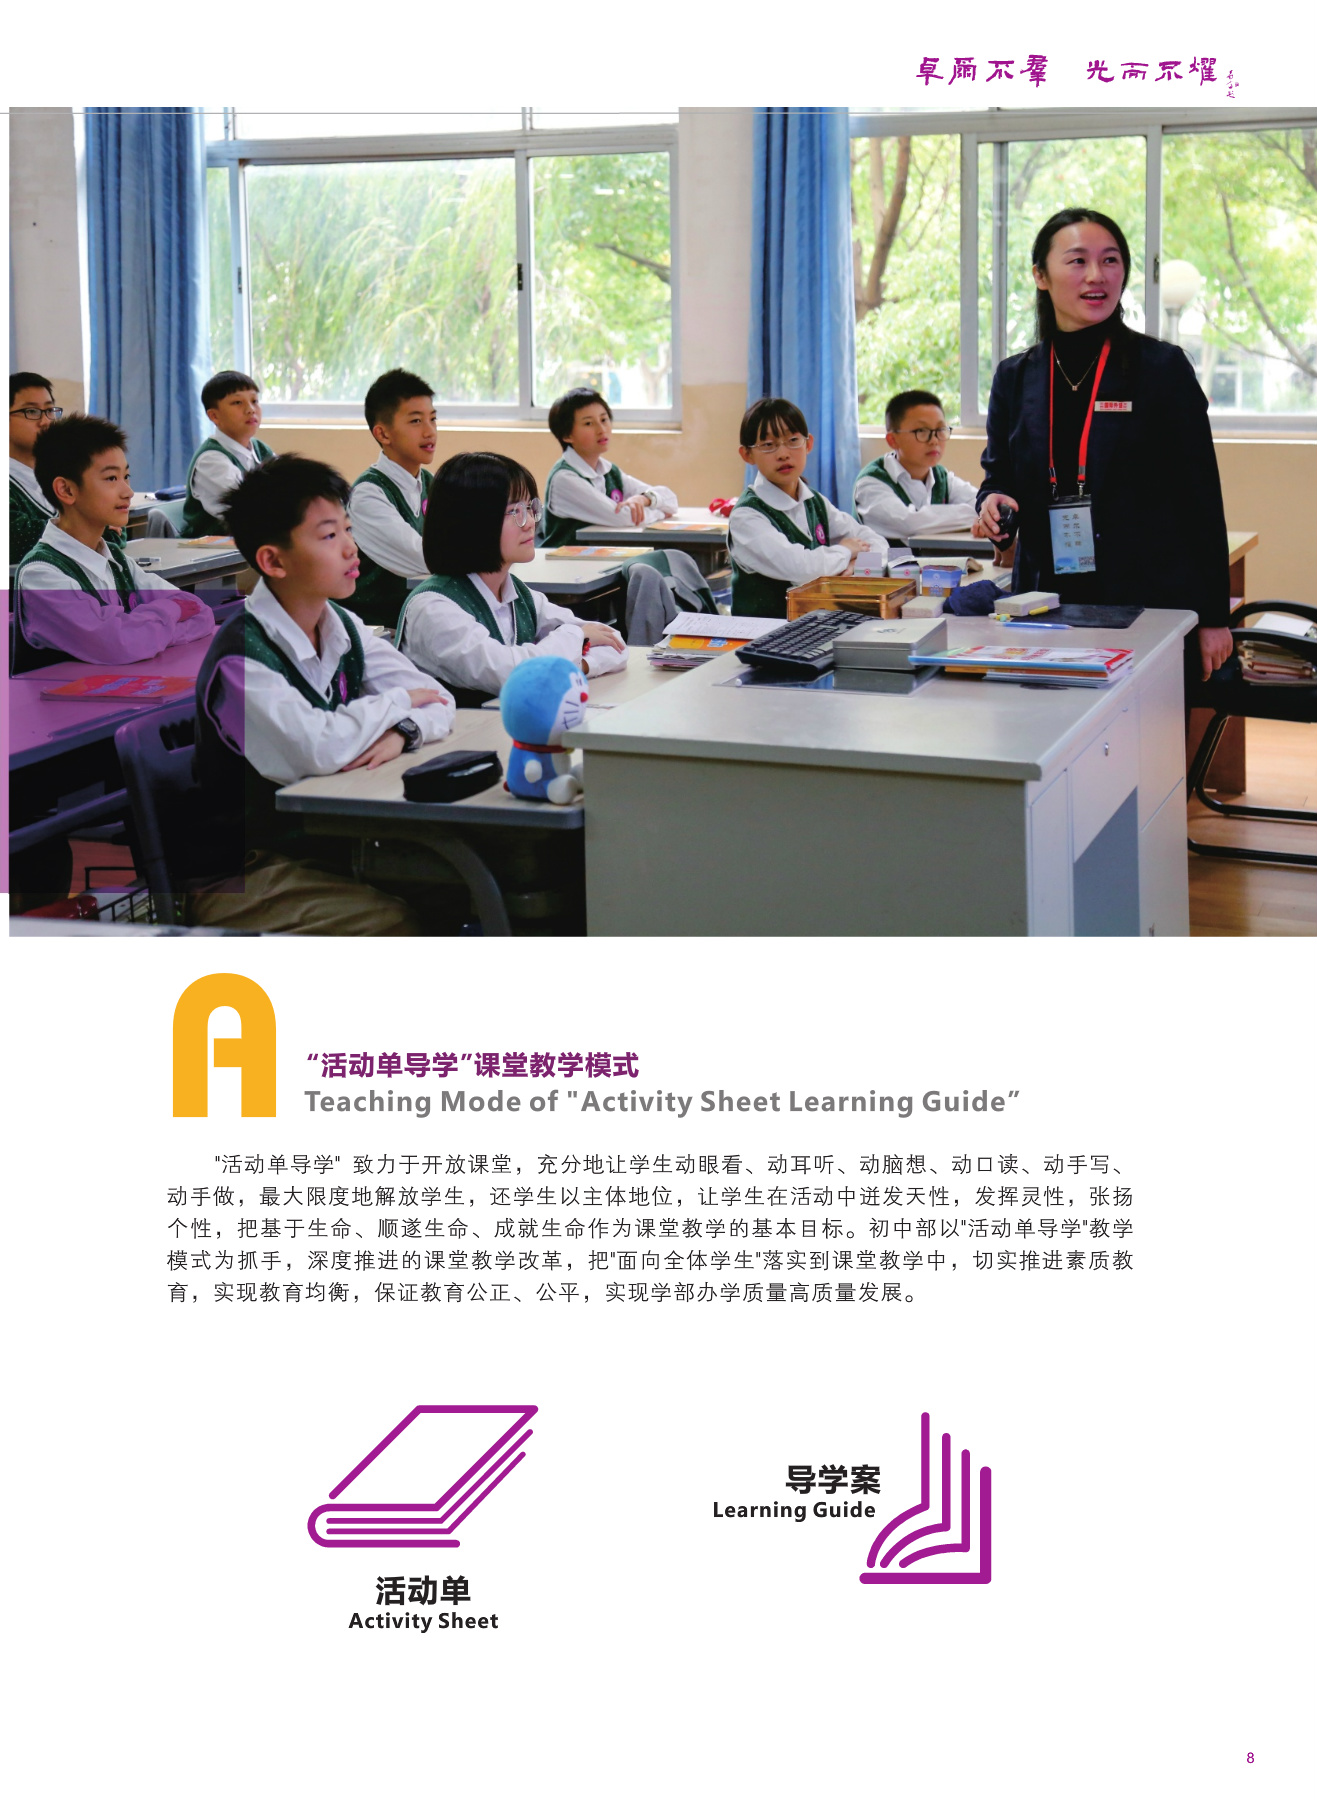 卓爾不羣 光而不燿
A
“活动单导学”课堂教学模式
Teaching Mode of "Activity Sheet Learning Guide”
"活动单导学" 致力于开放课堂，充分地让学生动眼看、动耳听、动脑想、动口读、动手写、
动手做，最大限度地解放学生，还学生以主体地位，让学生在活动中迸发天性，发挥灵性，张扬
个性，把基于生命、顺遂生命、成就生命作为课堂教学的基本目标。初中部以"活动单导学"教学
模式为抓手，深度推进的课堂教学改革，把"面向全体学生"落实到课堂教学中，切实推进素质教
育，实现教育均衡，保证教育公正、公平，实现学部办学质量高质量发展。
导学案
Learning Guide
活动单
Activity Sheet
8